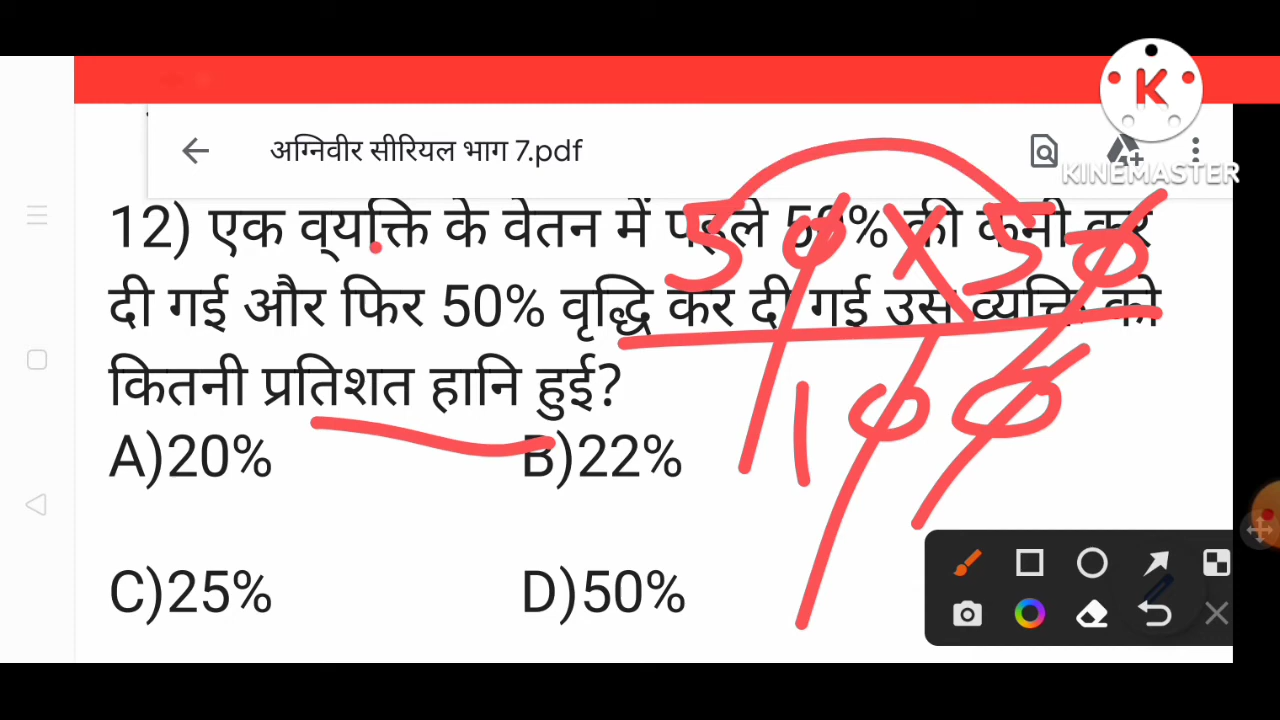 K
अग्निवीर सीरियल भाग 7.pdf
KINEMASTER
12) एक व्यक्ति के वेतन में पहले 50% की कमी कर
दी गई और फिर 50% वृद्धि कर दी गई उस व्यक्ति को
कितनी प्रतिशत हानि हुई?
50 X 50
100
A)20%
B)22%
C)25%
D)50%